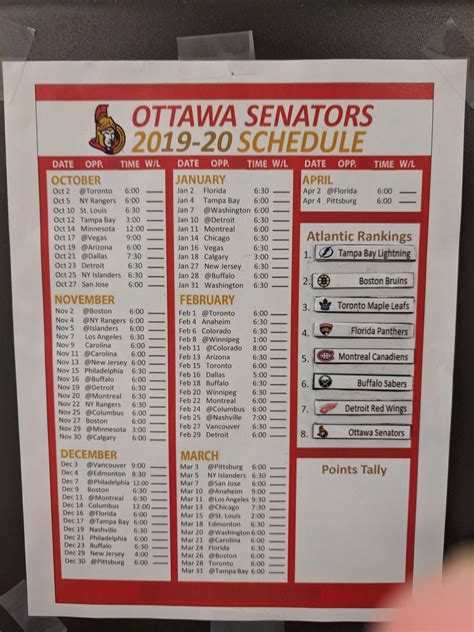 OTTAWA SENATORS
2019-20 SCHEDULE
DATE OPP. TIME W/L
OCTOBER
Oct 2 @Toronto 6:00
Oct 5 NY Rangers 6:00
Oct 10 St. Louis 6:30
Oct 12 Tampa Bay 3:00
Oct 14 Minnesota 12:00
Oct 17 @Vegas 9:00
Oct 19 @Arizona 6:00
Oct 21 @Dallas 7:30
Oct 23 Detroit 6:30
Oct 25 NY Islanders 6:30
Oct 27 San Jose 6:00
NOVEMBER
Nov 2 @Boston 6:00
Nov 4 @NY Rangers 6:00
Nov 5 @Islanders 6:00
Nov 7 Los Angeles 6:30
Nov 9 Carolina 6:00
Nov 11 @Carolina 6:00
Nov 13 @New Jersey 6:00
Nov 15 Philadelphia 6:30
Nov 16 @Buffalo 6:00
Nov 19 @Detroit 6:30
Nov 20 @Montreal 6:30
Nov 22 NY Rangers 6:30
Nov 25 @Columbus 6:00
Nov 27 Boston 6:30
Nov 29 @Minnesota 3:00
Nov 30 @Calgary 6:00
DECEMBER
Dec 3 @Vancouver 9:00
Dec 4 @Edmonton 8:30
Dec 7 @Philadelphia 12:00
Dec 9 Boston 6:30
Dec 11 @Montreal 6:30
Dec 14 Columbus 12:00
Dec 16 @Florida 6:00
Dec 17 @Tampa Bay 6:00
Dec 19 Nashville 6:30
Dec 21 Philadelphia 6:00
Dec 23 Buffalo 6:30
Dec 29 New Jersey 4:00
Dec 30 @Pittsburg 6:00
DATE OPP. TIME W/L
JANUARY
Jan 2 Florida 6:30
Jan 4 Tampa Bay 6:00
Jan 7 @Washington 6:00
Jan 10 @Detroit 6:30
Jan 11 Montreal 6:00
Jan 14 Chicago 6:30
Jan 16 Vegas 6:30
Jan 18 Calgary 3:00
Jan 27 New Jersey 6:30
Jan 28 @Buffalo 6:00
Jan 31 Washington 6:30
FEBRUARY
Feb 1 @Toronto 6:00
Feb 4 Anaheim 6:30
Feb 6 Colorado 6:30
Feb 8 @Winnipeg 1:00
Feb 11 @Colorado 8:00
Feb 13 Arizona 6:30
Feb 15 Toronto 6:00
Feb 16 Dallas 5:00
Feb 18 Buffalo 6:30
Feb 20 Winnipeg 6:30
Feb 22 Montreal 6:00
Feb 24 @Columbus 6:00
Feb 25 @Nashville 7:00
Feb 27 Vancouver 6:30
Feb 29 Detroit 6:00
MARCH
Mar 3 @Pittsburg 6:00
Mar 5 NY Islanders 6:30
Mar 7 @San Jose 6:00
Mar 10 @Anaheim 9:00
Mar 11 @Los Angeles 9:30
Mar 13 @Chicago 7:30
Mar 15 @St. Louis 2:00
Mar 18 Edmonton 6:30
Mar 20 @Washington 6:00
Mar 21 @Carolina 6:00
Mar 24 Florida 6:30
Mar 26 @Boston 6:00
Mar 28 Toronto 6:00
Mar 31 @Tampa Bay 6:00
DATE OPP. TIME W/L
APRIL
Apr 2 @Florida 6:00
Apr 4 Pittsburg 6:00
Atlantic Rankings
1. Tampa Bay Lightning
2. Boston Bruins
3. Toronto Maple Leafs
4. Florida Panthers
5. Montreal Canadiens
6. Buffalo Sabers
7. Detroit Red Wings
8. Ottawa Senators
Points Tally